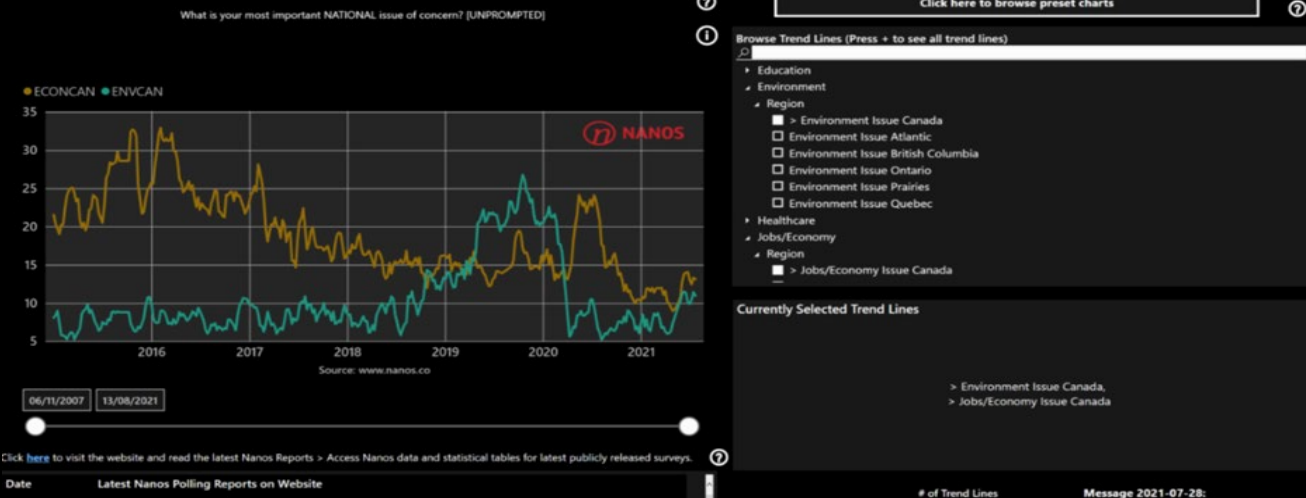 What is your most important NATIONAL issue of concern? [UNPROMPTED]
ECONCAN ENVCAN
35
30
25
20
15
10
5
NANOS
2016 2017 2018 2019 2020 2021
Source: www.nanos.co
06/11/2007 13/08/2021
Click here to visit the website and read the latest Nanos Reports > Access Nanos data and statistical tables for latest publicly released surveys.
Date Latest Nanos Polling Reports on Website
Click here to browse preset charts
Browse Trend Lines (Press + to see all trend lines)
Education
Environment
Region
> Environment Issue Canada
Environment Issue Atlantic
Environment Issue British Columbia
Environment Issue Ontario
Environment Issue Prairies
Environment Issue Quebec
Healthcare
Jobs/Economy
Region
> Jobs/Economy Issue Canada
Currently Selected Trend Lines
> Environment Issue Canada,
> Jobs/Economy Issue Canada
# of Trend Lines Message 2021-07-28: